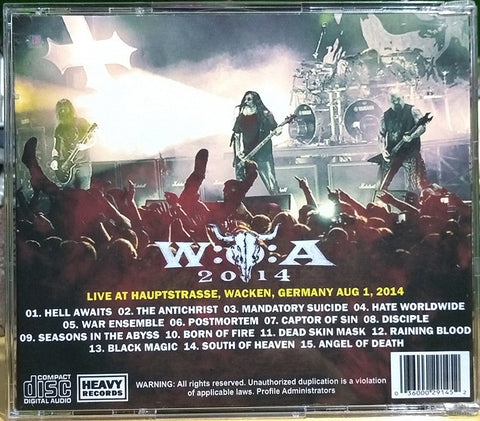 W:O:A
2014
LIVE AT HAUPTSTRASSE, WACKEN, GERMANY AUG 1, 2014
01. HELL AWAITS 02. THE ANTICHRIST 03. MANDATORY SUICIDE 04. HATE WORLDWIDE
05. WAR ENSEMBLE 06. POSTMORTEM 07. CAPTOR OF SIN 08. DISCIPLE
09. SEASONS IN THE ABYSS 10. BORN OF FIRE 11. DEAD SKIN MASK 12. RAINING BLOOD
13. BLACK MAGIC 14. SOUTH OF HEAVEN 15. ANGEL OF DEATH
COMPACT
disc
DIGITAL AUDIO
HEAVY
RECORDS
WARNING: All rights reserved. Unauthorized duplication is a violation
of applicable laws. Profile Administrators
0 36000 29145 2